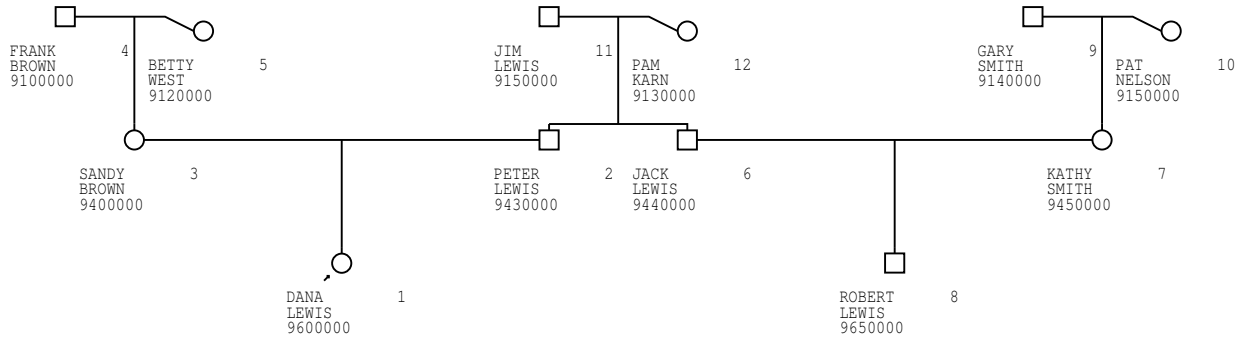 FRANK 4
BROWN
9100000
BETTY 5
WEST
9120000
JIM 11
LEWIS
9150000
PAM 12
KARN
9130000
GARY 9
SMITH
9140000
PAT 10
NELSON
9150000
SANDY 3
BROWN
9400000
PETER 2
LEWIS
9430000
JACK 6
LEWIS
9440000
KATHY 7
SMITH
9450000
DANA 1
LEWIS
9600000
ROBERT 8
LEWIS
9650000